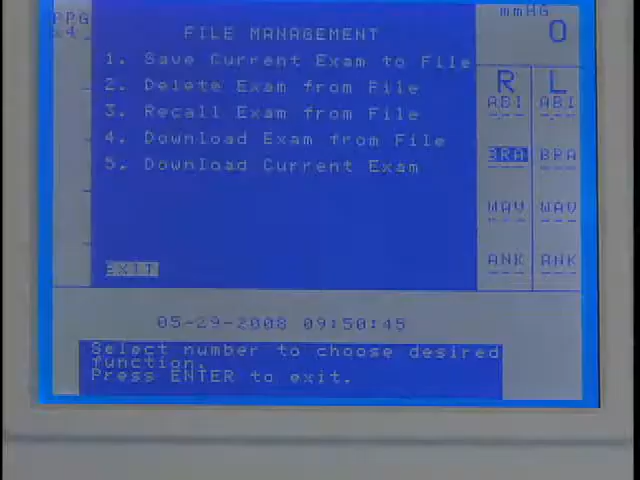 PPG
x4
mmHG
0
FILE MANAGEMENT
1. Save Current Exam to File
2. Delete Exam from File
3. Recall Exam from File
4. Download Exam from File
5. Download Current Exam
EXIT
R L
ABI ABI
--- ---
BRA BRA
--- ---
WAV WAV
--- ---
ANK ANK
--- ---
05-29-2008 09:50:45
Select number to choose desired
function.
Press ENTER to exit.